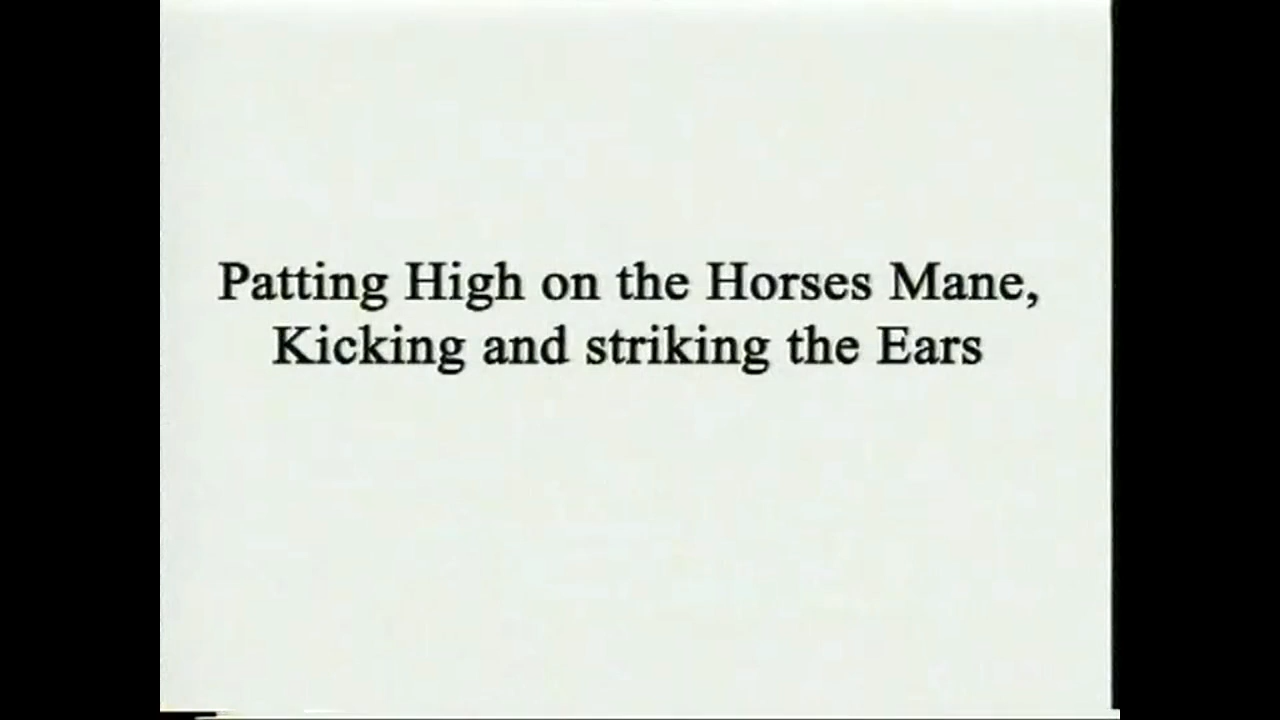 Patting High on the Horses Mane,
Kicking and striking the Ears